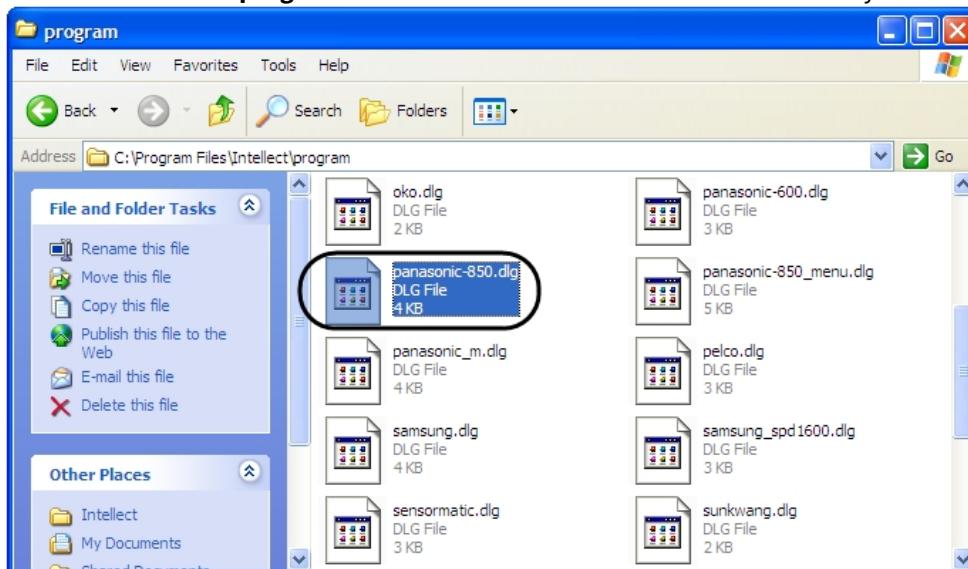 program
program
File Edit View Favorites Tools Help
Back Search Folders
Address C:\Program Files\Intellect\program Go
File and Folder Tasks
Rename this file
Move this file
Copy this file
Publish this file to the
Web
E-mail this file
Delete this file
Other Places
Intellect
My Documents
Shared Documents
oko.dlg
DLG File
2 KB
panasonic-600.dlg
DLG File
3 KB
panasonic-850.dlg
DLG File
4 KB
panasonic-850_menu.dlg
DLG File
5 KB
panasonic_m.dlg
DLG File
4 KB
pelco.dlg
DLG File
3 KB
samsung.dlg
DLG File
4 KB
samsung_spd1600.dlg
DLG File
3 KB
sensormatic.dlg
DLG File
3 KB
sunkwang.dlg
DLG File
2 KB